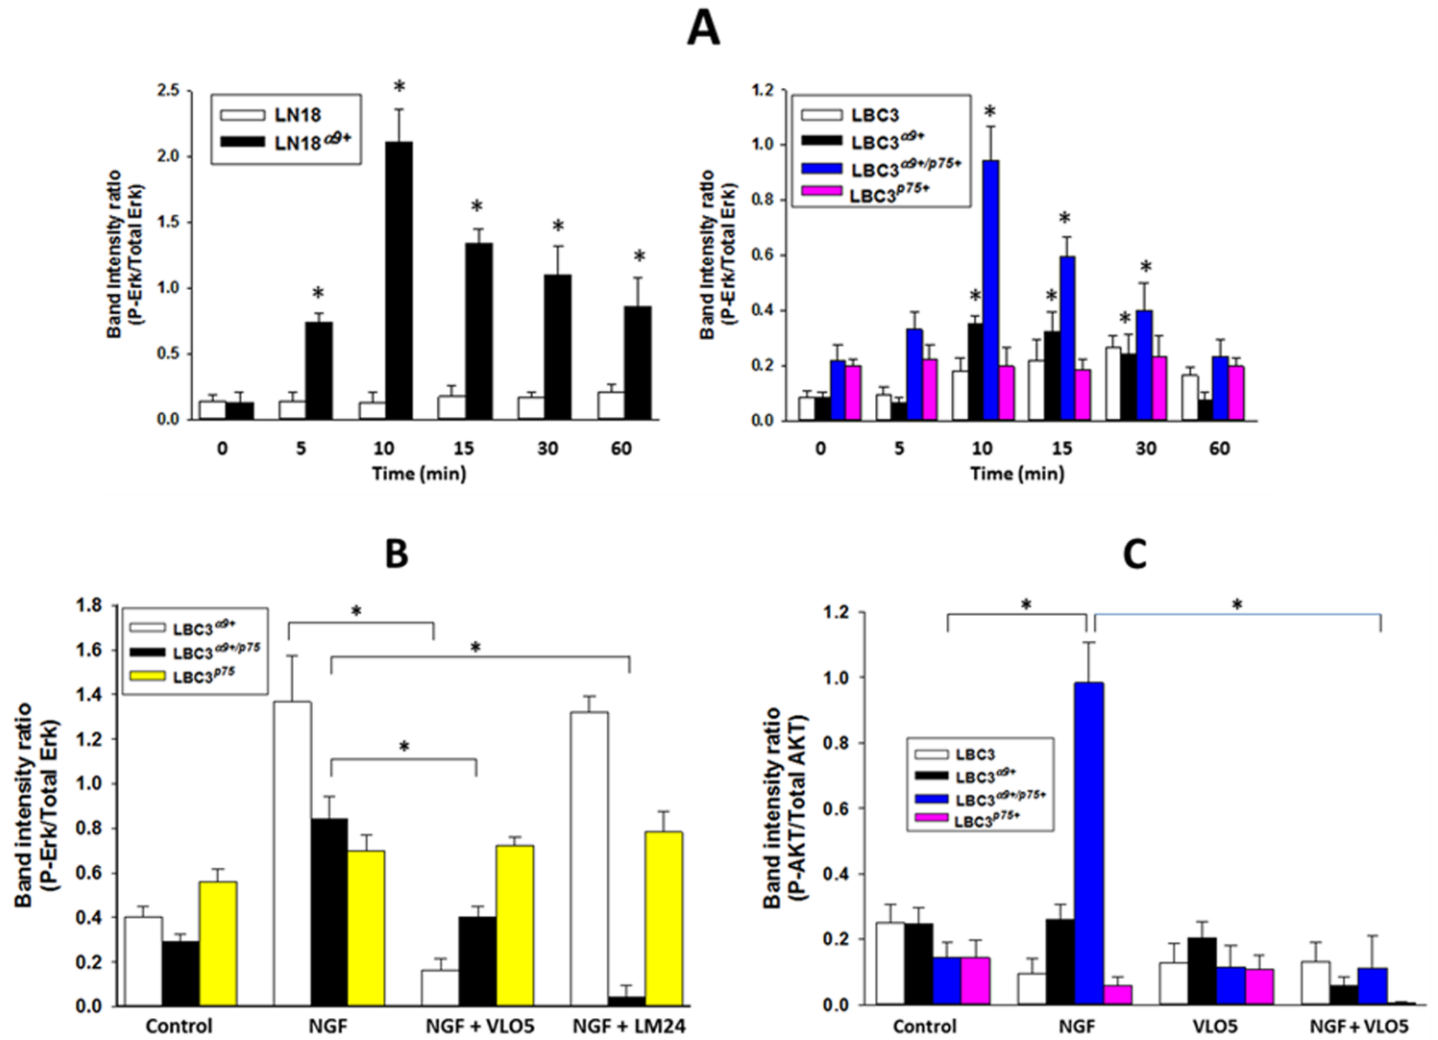 A
Band Intensity ratio
(P-Erk/Total Erk)
2.5
2.0
1.5
1.0
0.5
0.0
LN18
LN18α9+
*
*
*
*
*
0 5 10 15 30 60
Time (min)
Band Intensity ratio
(P-Erk/Total Erk)
1.2
1.0
0.8
0.6
0.4
0.2
0.0
LBC3
LBC3α9+
LBC3α9+/p75+
LBC3p75+
*
*
*
*
*
*
0 5 10 15 30 60
Time (min)
B
Band intensity ratio
(P-Erk/Total Erk)
1.8
1.6
1.4
1.2
1.0
0.8
0.6
0.4
0.2
0.0
LBC3α9+
LBC3α9+/p75
LBC3p75
*
*
*
Control NGF NGF + VLO5 NGF + LM24
C
Band intensity ratio
(P-AKT/Total AKT)
1.2
1.0
0.8
0.6
0.4
0.2
0.0
* *
LBC3
LBC3α9+
LBC3α9+/p75+
LBC3p75+
Control NGF VLO5 NGF + VLO5